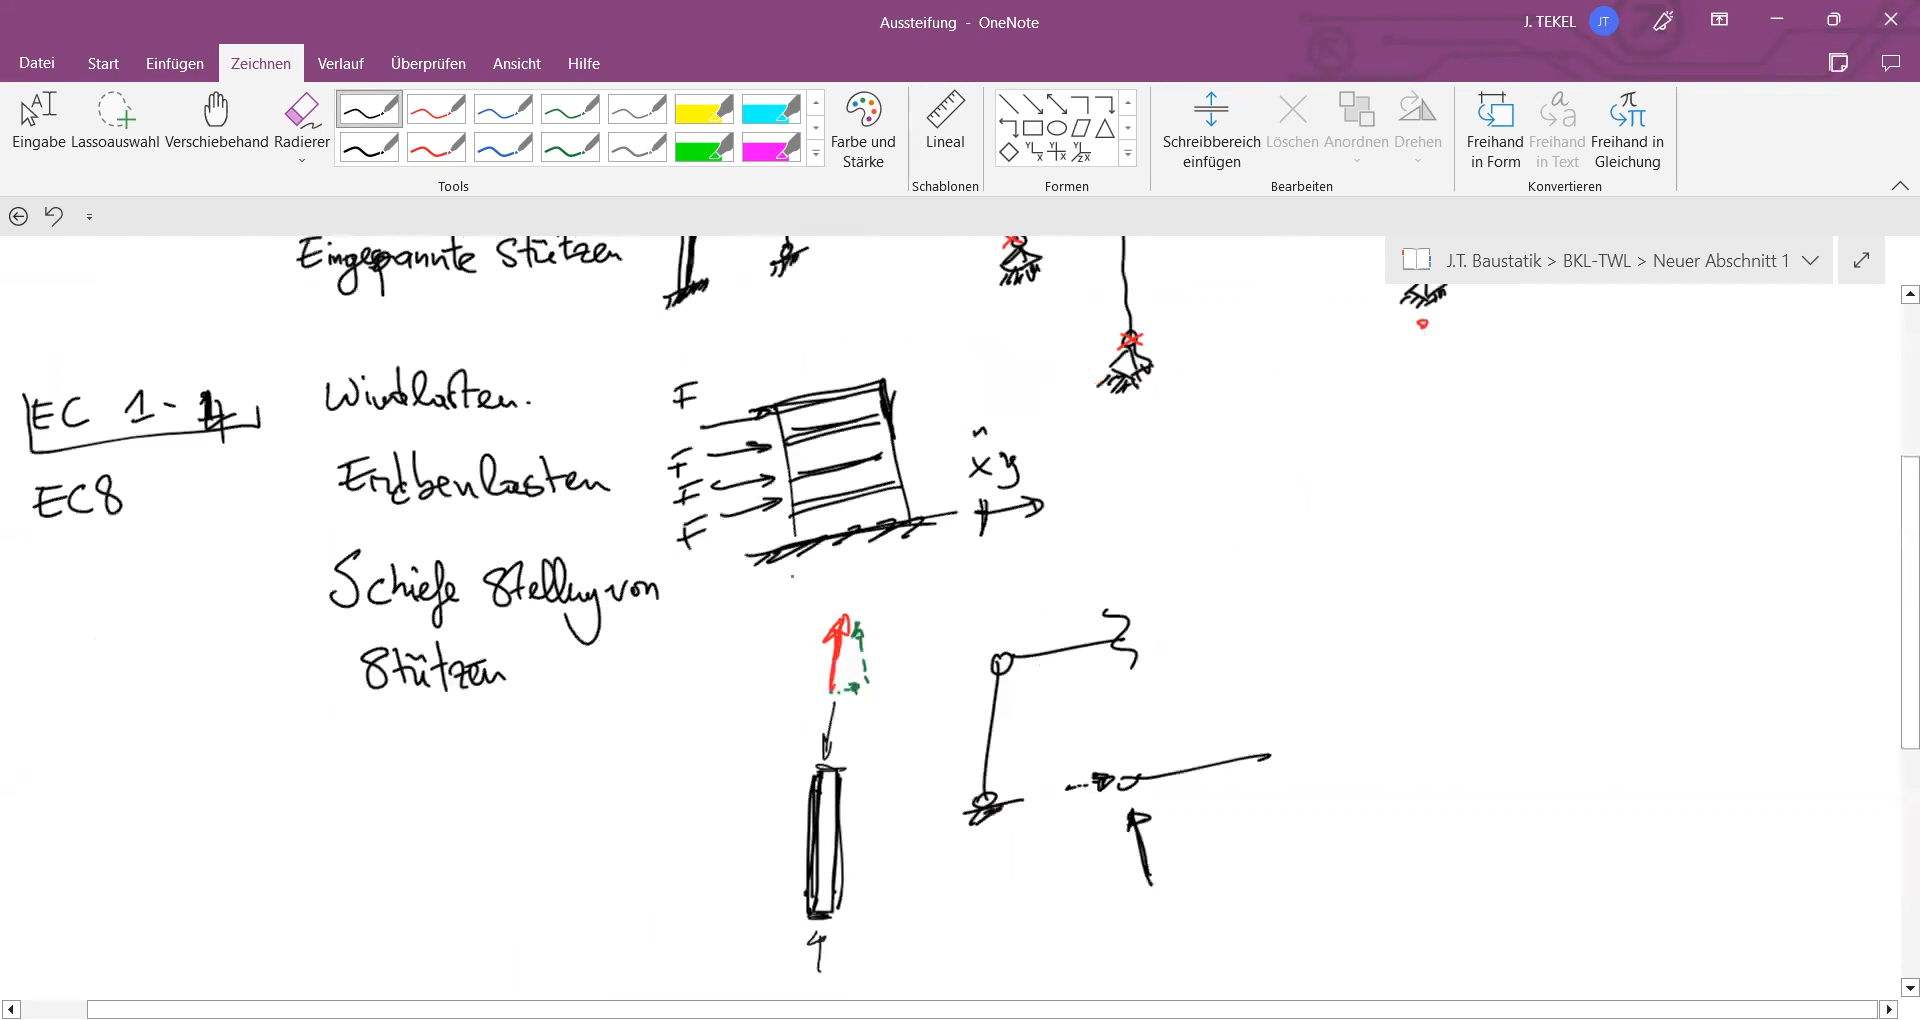 Aussteifung - OneNote
J. TEKEL
JT
Datei
Start
Einfügen
Zeichnen
Verlauf
Überprüfen
Ansicht
Hilfe
Eingabe
Lassoauswahl
Verschiebehand
Radierer
Farbe und
Stärke
Lineal
Schreibbereich
einfügen
Löschen
Anordnen
Drehen
Freihand
in Form
Freihand
in Text
Freihand in
Gleichung
Tools
Schablonen
Formen
Bearbeiten
Konvertieren
J.T. Baustatik > BKL-TWL > Neuer Abschnitt 1
Eingespannte Stützen
EC 1-4
Windlasten.
F
F
F
F
EC8
Erdbebenlasten
x y
Schiefe Stellung von
Stützen